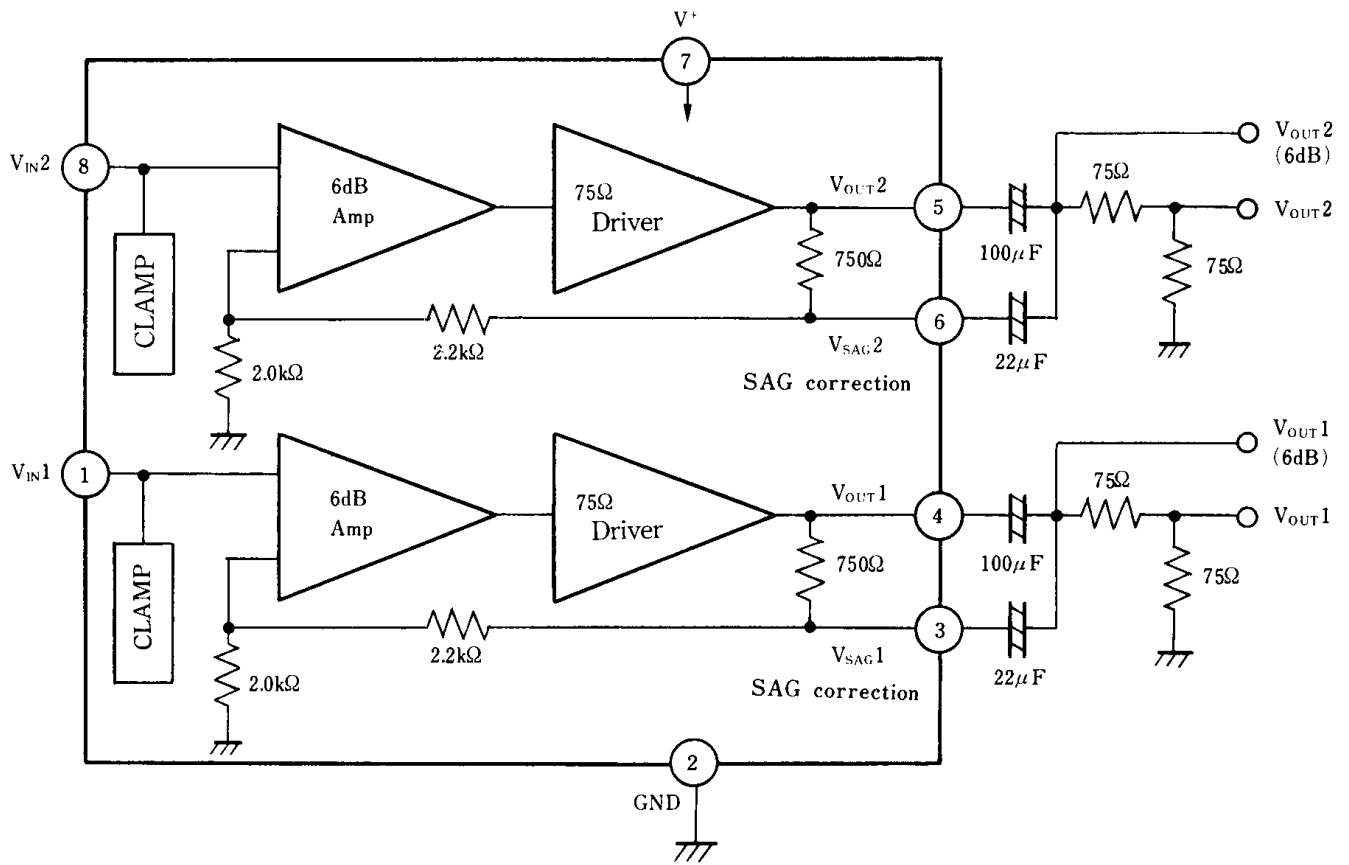 V⁺
7
VIN2
8
CLAMP
6dB
Amp
75Ω
Driver
VOUT2
5
750Ω
100μF
75Ω
VOUT2
(6dB)
VOUT2
75Ω
2.2kΩ
2.0kΩ
VSAG2
6
22μF
SAG correction
VIN1
1
CLAMP
6dB
Amp
75Ω
Driver
VOUT1
4
750Ω
100μF
75Ω
VOUT1
(6dB)
VOUT1
75Ω
2.2kΩ
2.0kΩ
VSAG1
3
22μF
SAG correction
2
GND